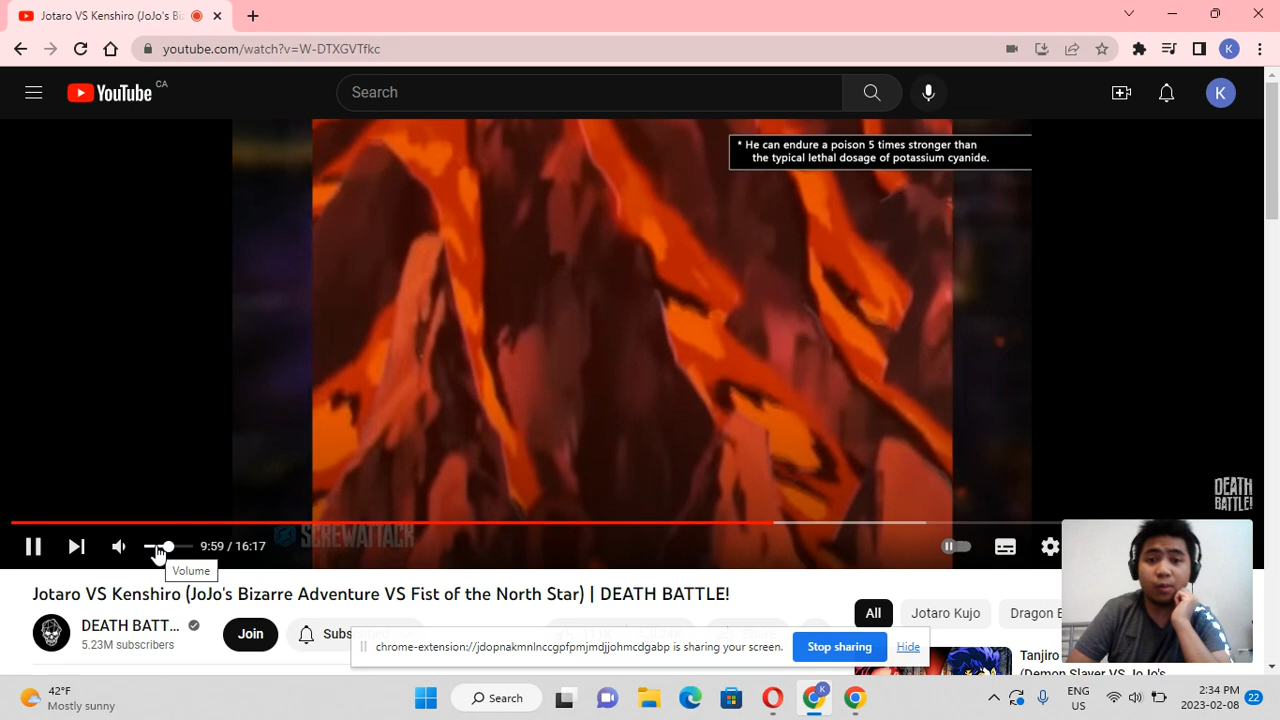 Jotaro VS Kenshiro (JoJo's Bi
youtube.com/watch?v=W-DTXGVTfkc
K
YouTube CA
Search
K
* He can endure a poison 5 times stronger than
the typical lethal dosage of potassium cyanide.
DEATH
BATTLE!
SCREWATTACK
9:59 / 16:17
Volume
Jotaro VS Kenshiro (JoJo's Bizarre Adventure VS Fist of the North Star) | DEATH BATTLE!
All
Jotaro Kujo
Dragon
DEATH BATT...
5.23M subscribers
Join
chrome-extension://jdopnakmnlnccgpfpmjmdjjohmcdgabp is sharing your screen.
Stop sharing
Hide
Tanjiro
(Demon Slayer VS JoJo's
42°F
Mostly sunny
Search
K
ENG
US
2:34 PM
2023-02-08
22